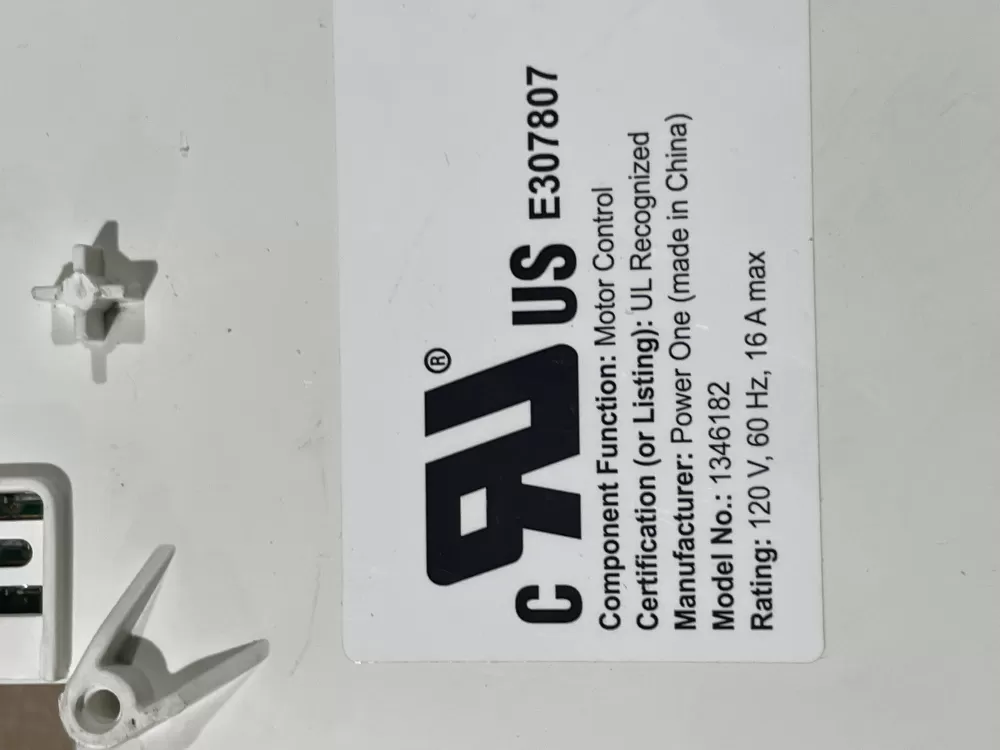 C RU ® US E307807
Component Function: Motor Control
Certification (or Listing): UL Recognized
Manufacturer: Power One (made in China)
Model No.: 1346182
Rating: 120 V, 60 Hz, 16 A max